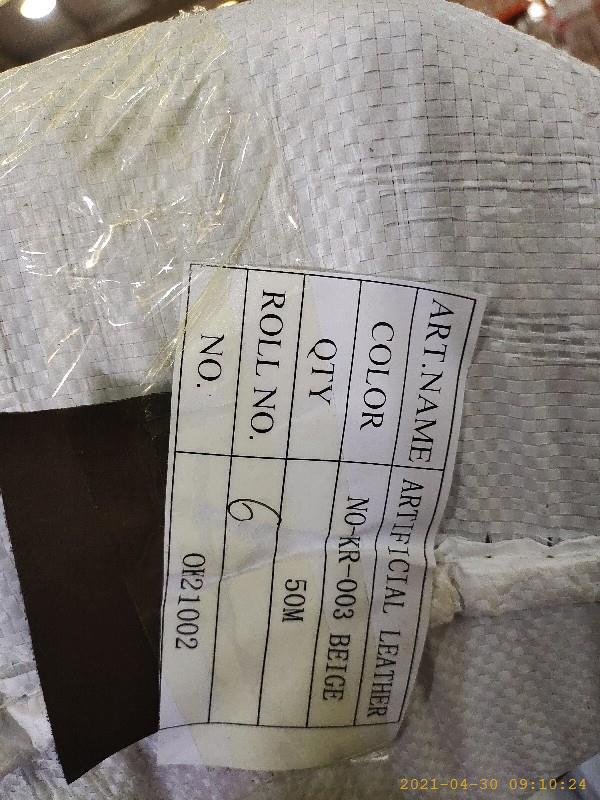 ART.NAME ARTIFICIAL LEATHER
COLOR NO-KR-003 BEIGE
QTY 50M
ROLL NO. 6
NO. OH21002
2021-04-30 09:10:24